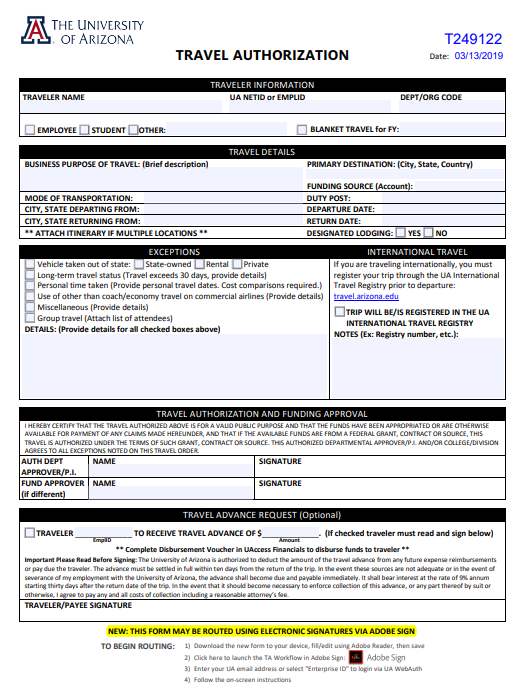 THE UNIVERSITY
OF ARIZONA
T249122
TRAVEL AUTHORIZATION
Date: 03/13/2019
TRAVELER INFORMATION
TRAVELER NAME UA NETID or EMPLID DEPT/ORG CODE
EMPLOYEE STUDENT OTHER: BLANKET TRAVEL for FY:
TRAVEL DETAILS
BUSINESS PURPOSE OF TRAVEL: (Brief description) PRIMARY DESTINATION: (City, State, Country)
FUNDING SOURCE (Account):
MODE OF TRANSPORTATION: DUTY POST:
CITY, STATE DEPARTING FROM: DEPARTURE DATE:
CITY, STATE RETURNING FROM: RETURN DATE:
** ATTACH ITINERARY IF MULTIPLE LOCATIONS ** DESIGNATED LODGING: YES NO
EXCEPTIONS
Vehicle taken out of state: State-owned Rental Private
Long-term travel status (Travel exceeds 30 days, provide details)
Personal time taken (Provide personal travel dates. Cost comparisons required.)
Use of other than coach/economy travel on commercial airlines (Provide details)
Miscellaneous (Provide details)
Group travel (Attach list of attendees)
DETAILS: (Provide details for all checked boxes above)
INTERNATIONAL TRAVEL
If you are traveling internationally, you must
register your trip through the UA International
Travel Registry prior to departure:
travel.arizona.edu
TRIP WILL BE/IS REGISTERED IN THE UA
INTERNATIONAL TRAVEL REGISTRY
NOTES (Ex: Registry number, etc.):
TRAVEL AUTHORIZATION AND FUNDING APPROVAL
I HEREBY CERTIFY THAT THE TRAVEL AUTHORIZED ABOVE IS FOR A VALID PUBLIC PURPOSE AND THAT THE FUNDS HAVE BEEN APPROPRIATED OR ARE OTHERWISE
AVAILABLE FOR PAYMENT OF ANY CLAIMS MADE HEREUNDER, AND THAT IF THE AVAILABLE FUNDS ARE FROM A FEDERAL GRANT, CONTRACT OR SOURCE, THIS
TRAVEL IS AUTHORIZED UNDER THE TERMS OF SUCH GRANT, CONTRACT OR SOURCE. THIS AUTHORIZED DEPARTMENTAL APPROVER/P.I. AND/OR COLLEGE/DIVISION
AGREES TO ALL EXCEPTIONS NOTED ON THIS TRAVEL ORDER.
AUTH DEPT NAME SIGNATURE
APPROVER/P.I.
FUND APPROVER NAME SIGNATURE
(if different)
TRAVEL ADVANCE REQUEST (Optional)
TRAVELER ____________ TO RECEIVE TRAVEL ADVANCE OF $____________. (If checked traveler must read and sign below)
EmplID Amount
** Complete Disbursement Voucher in UAccess Financials to disburse funds to traveler **
Important Please Read Before Signing: The University of Arizona is authorized to deduct the amount of the travel advance from any future expense reimbursements
or pay due the traveler. The advance must be settled in full within ten days from the return of the trip. In the event these sources are not adequate or in the event of
severance of my employment with the University of Arizona, the advance shall become due and payable immediately. It shall bear interest at the rate of 9% annum
starting thirty days after the return date of the trip. In the event that it should become necessary to enforce collection of this advance, or any part thereof by suit or
otherwise, I agree to pay any and all costs of collection including a reasonable attorney's fee.
TRAVELER/PAYEE SIGNATURE
NEW: THIS FORM MAY BE ROUTED USING ELECTRONIC SIGNATURES VIA ADOBE SIGN
TO BEGIN ROUTING: 1) Download the new form to your device, fill/edit using Adobe Reader, then save
2) Click here to launch the TA Workflow in Adobe Sign: Adobe Sign
3) Enter your UA email address or select "Enterprise ID" to login via UA WebAuth
4) Follow the on-screen instructions